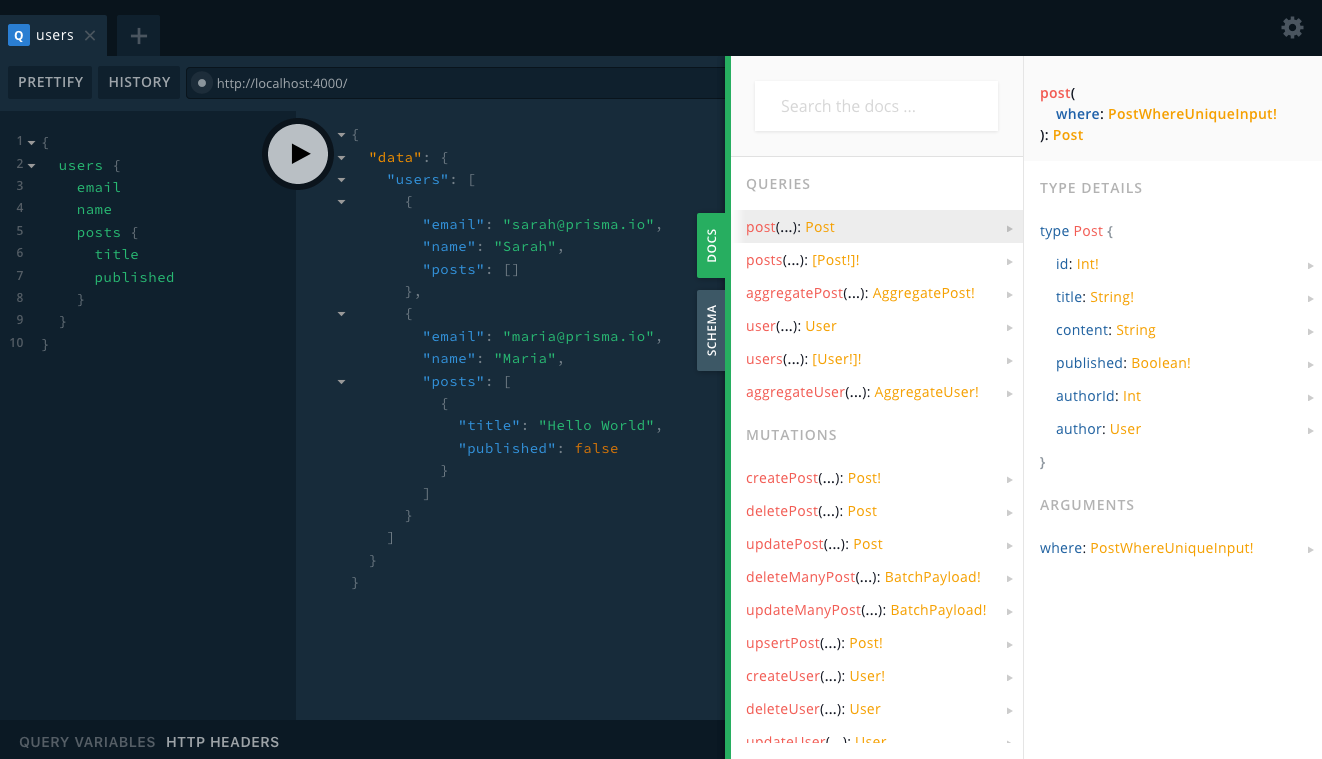 Q users
PRETTIFY HISTORY http://localhost:4000/
1 {
2 users {
3 email
4 name
5 posts {
6 title
7 published
8 }
9 }
10 }
{
"data": {
"users": [
{
"email": "sarah@prisma.io",
"name": "Sarah",
"posts": []
},
{
"email": "maria@prisma.io",
"name": "Maria",
"posts": [
{
"title": "Hello World",
"published": false
}
]
}
]
}
}
QUERY VARIABLES HTTP HEADERS
DOCS
SCHEMA
Search the docs ...
QUERIES
post(...): Post
posts(...): [Post!]!
aggregatePost(...): AggregatePost!
user(...): User
users(...): [User!]!
aggregateUser(...): AggregateUser!
MUTATIONS
createPost(...): Post!
deletePost(...): Post
updatePost(...): Post
deleteManyPost(...): BatchPayload!
updateManyPost(...): BatchPayload!
upsertPost(...): Post!
createUser(...): User!
deleteUser(...): User
updateUser(...): User
post(
where: PostWhereUniqueInput!
): Post
TYPE DETAILS
type Post {
id: Int!
title: String!
content: String
published: Boolean!
authorId: Int
author: User
}
ARGUMENTS
where: PostWhereUniqueInput!